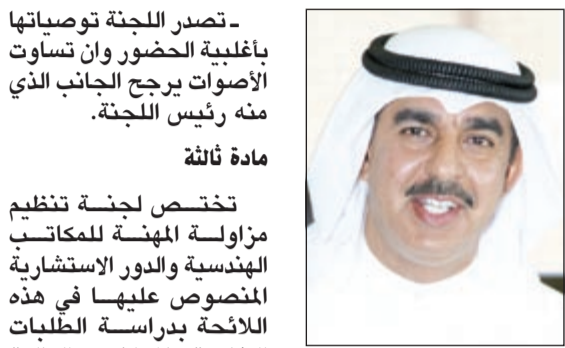 ـ تصدر اللجنة توصياتها
بأغلبية الحضور وان تساوت
الأصوات يرجح الجانب الذي
منه رئيس اللجنة.
مادة ثالثة
تختص لجنة تنظيم
مزاولة المهنة للمكاتب
الهندسية والدور الاستشارية
المنصوص عليها في هذه
اللائحة بدراسة الطلبات